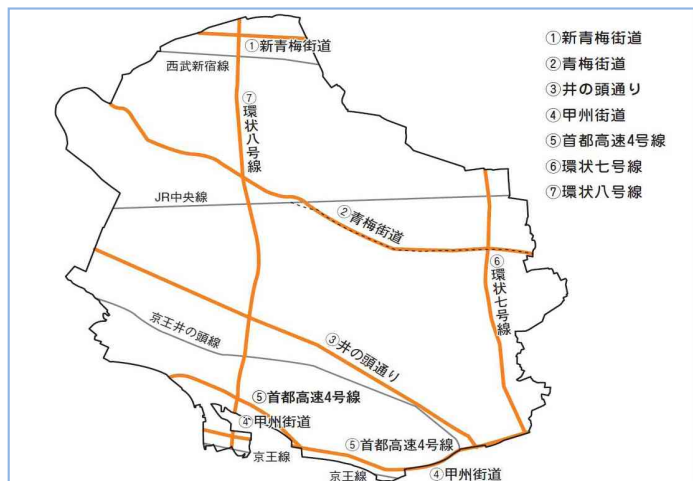 ①新青梅街道
西武新宿線
⑦環状八号線
JR中央線
②青梅街道
⑥環状七号線
京王井の頭線
③井の頭通り
⑤首都高速4号線
④甲州街道
京王線
⑤首都高速4号線
京王線
④甲州街道
①新青梅街道
②青梅街道
③井の頭通り
④甲州街道
⑤首都高速4号線
⑥環状七号線
⑦環状八号線